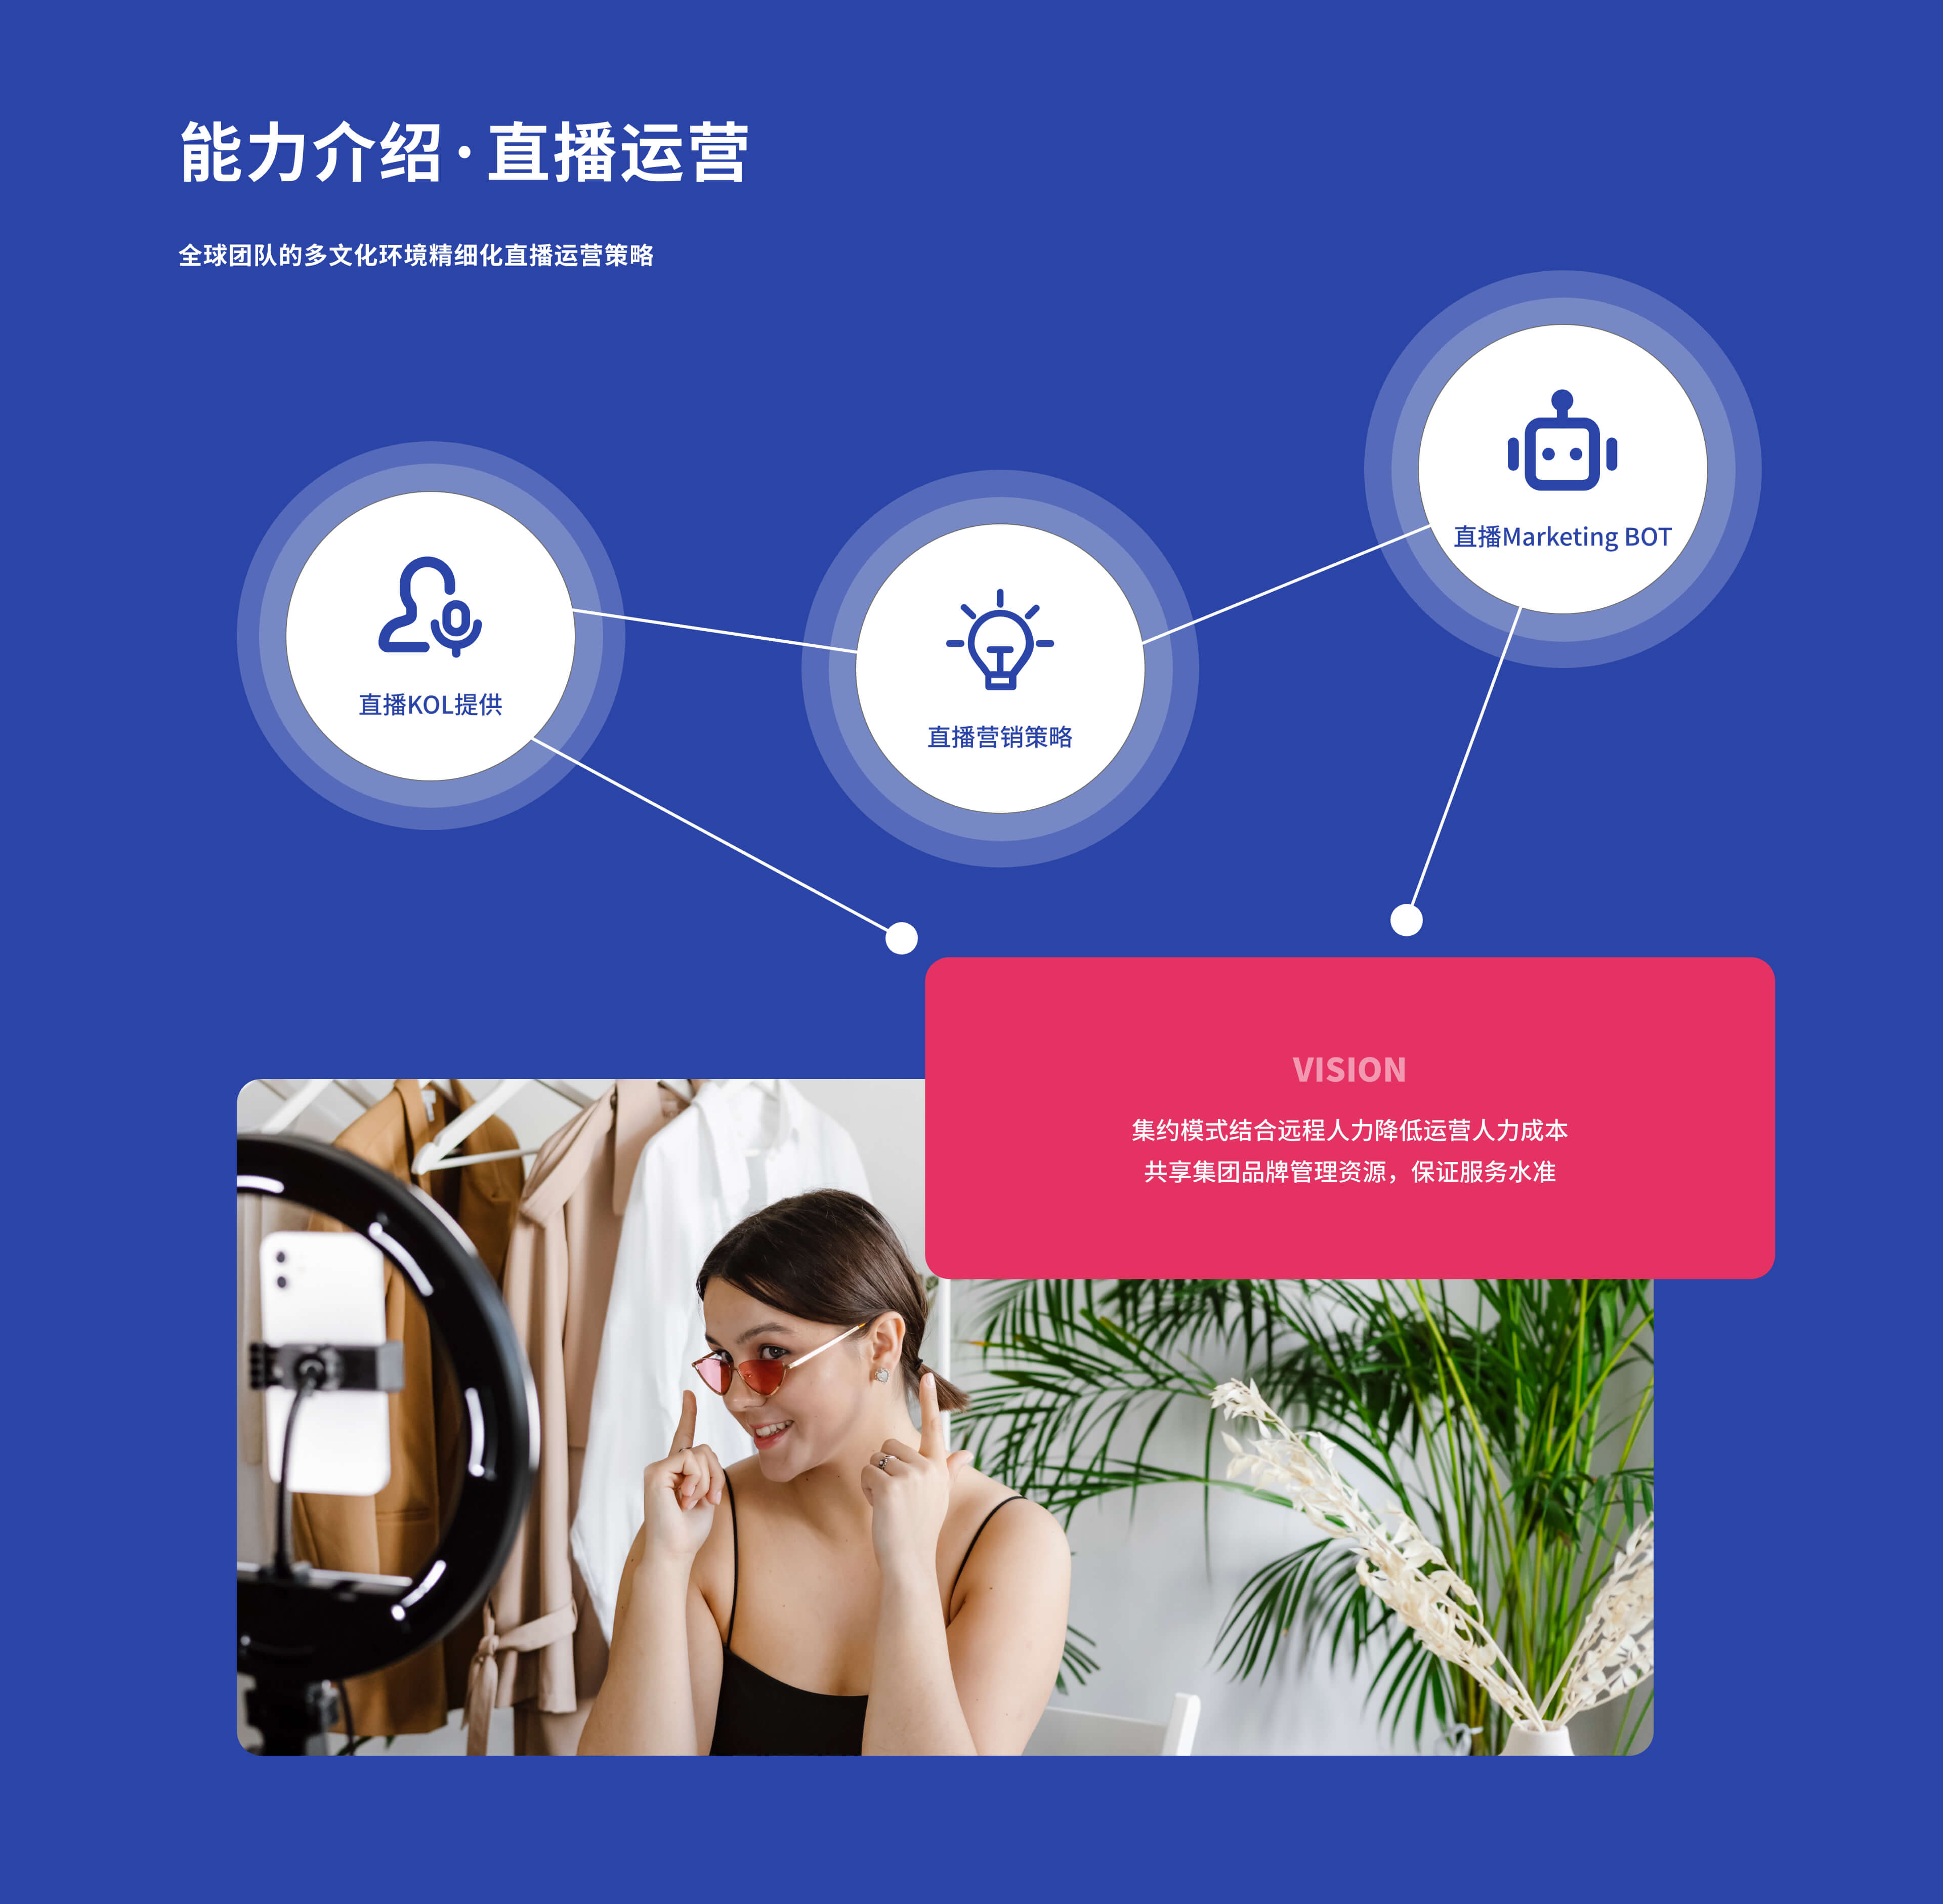 能力介绍·直播运营
全球团队的多文化环境精细化直播运营策略
直播Marketing BOT
直播KOL提供
直播营销策略
VISION
集约模式结合远程人力降低运营人力成本
共享集团品牌管理资源，保证服务水准